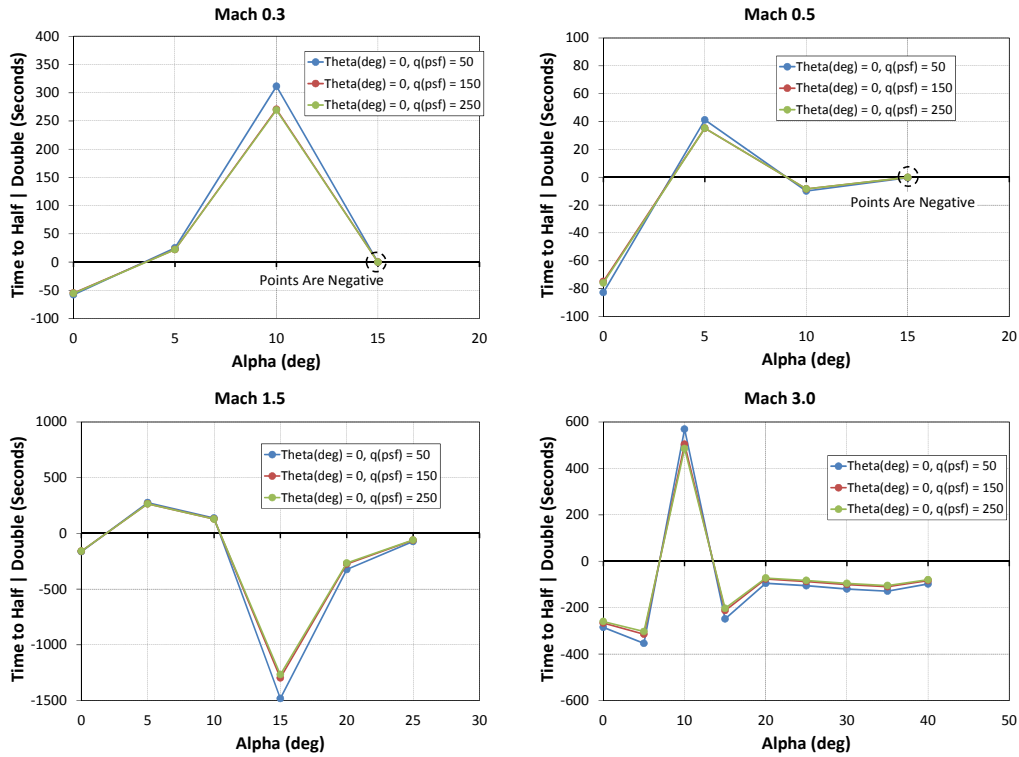 Mach 0.3
Time to Half | Double (Seconds)
400
350
300
250
200
150
100
50
0
-50
-100
0
5
10
15
20
Alpha (deg)
Theta(deg) = 0, q(psf) = 50
Theta(deg) = 0, q(psf) = 150
Theta(deg) = 0, q(psf) = 250
Points Are Negative
Mach 0.5
Time to Half | Double (Seconds)
100
80
60
40
20
0
-20
-40
-60
-80
-100
0
5
10
15
20
Alpha (deg)
Theta(deg) = 0, q(psf) = 50
Theta(deg) = 0, q(psf) = 150
Theta(deg) = 0, q(psf) = 250
Points Are Negative
Mach 1.5
Time to Half | Double (Seconds)
1000
500
0
-500
-1000
-1500
0
5
10
15
20
25
30
Alpha (deg)
Theta(deg) = 0, q(psf) = 50
Theta(deg) = 0, q(psf) = 150
Theta(deg) = 0, q(psf) = 250
Mach 3.0
Time to Half | Double (Seconds)
600
400
200
0
-200
-400
-600
0
10
20
30
40
50
Alpha (deg)
Theta(deg) = 0, q(psf) = 50
Theta(deg) = 0, q(psf) = 150
Theta(deg) = 0, q(psf) = 250